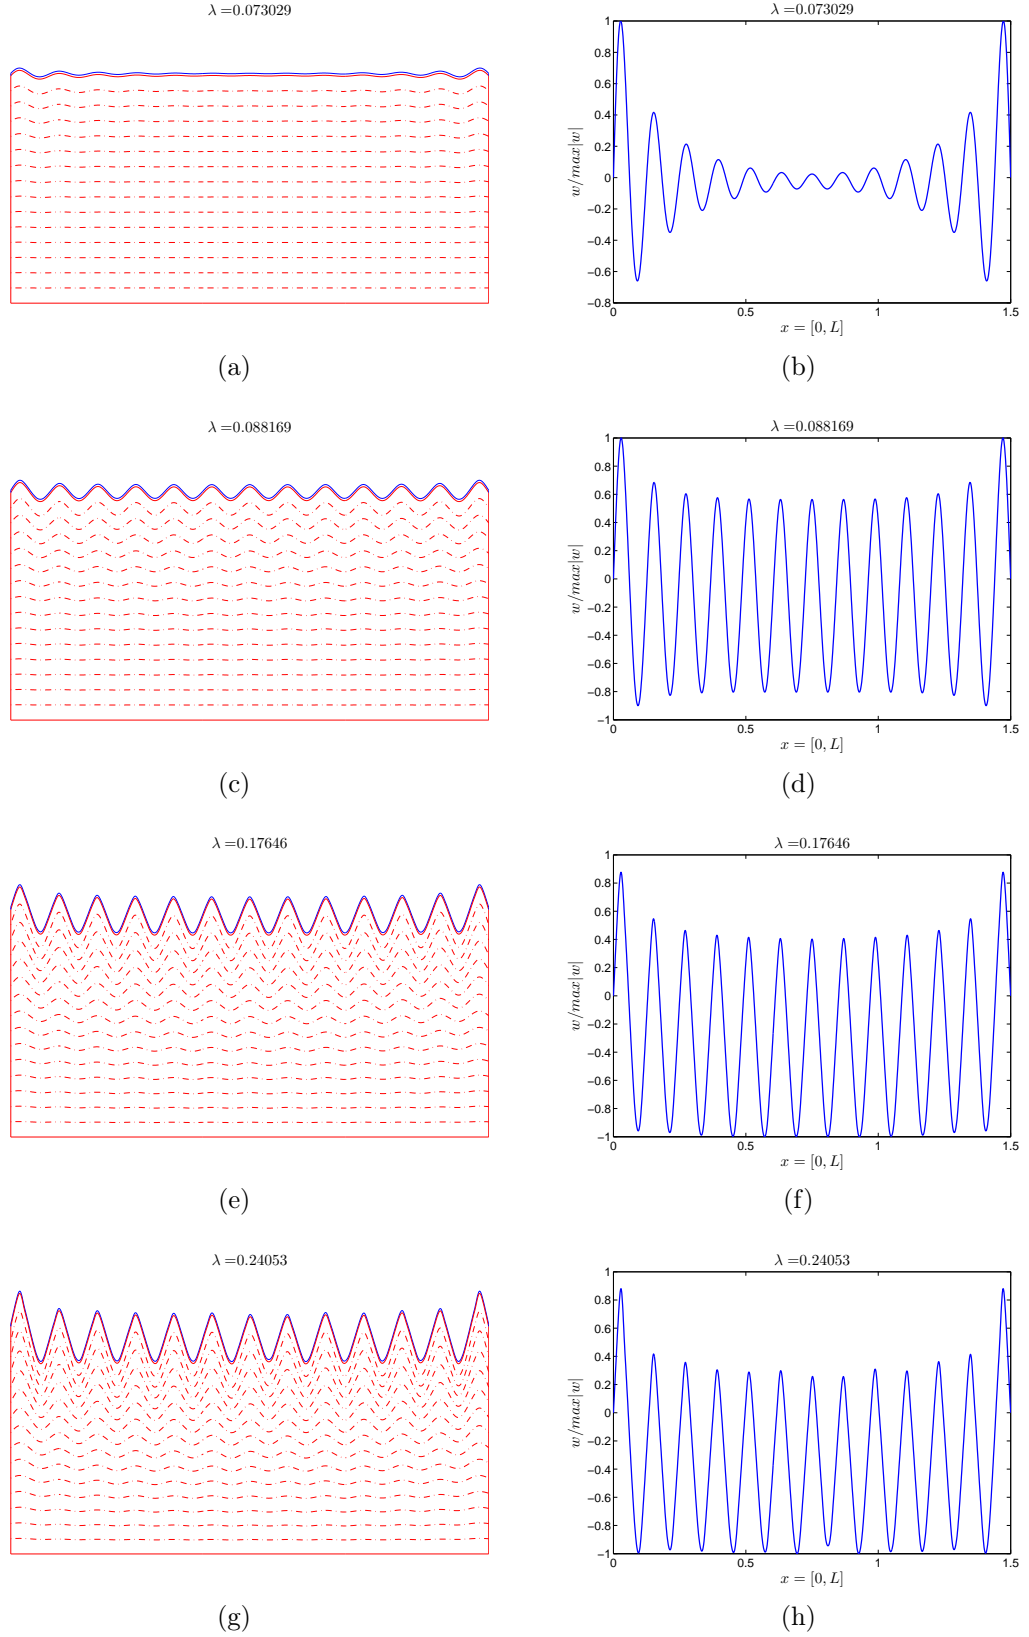 λ =0.073029
λ =0.073029
1
0.8
0.6
0.4
0.2
0
−0.2
−0.4
−0.6
−0.8
w/max|w|
0 0.5 1 1.5
x = [0, L]
(a)
(b)
λ =0.088169
λ =0.088169
1
0.8
0.6
0.4
0.2
0
−0.2
−0.4
−0.6
−0.8
−1
w/max|w|
0 0.5 1 1.5
x = [0, L]
(c)
(d)
λ =0.17646
λ =0.17646
1
0.8
0.6
0.4
0.2
0
−0.2
−0.4
−0.6
−0.8
−1
w/max|w|
0 0.5 1 1.5
x = [0, L]
(e)
(f)
λ =0.24053
λ =0.24053
1
0.8
0.6
0.4
0.2
0
−0.2
−0.4
−0.6
−0.8
−1
w/max|w|
0 0.5 1 1.5
x = [0, L]
(g)
(h)